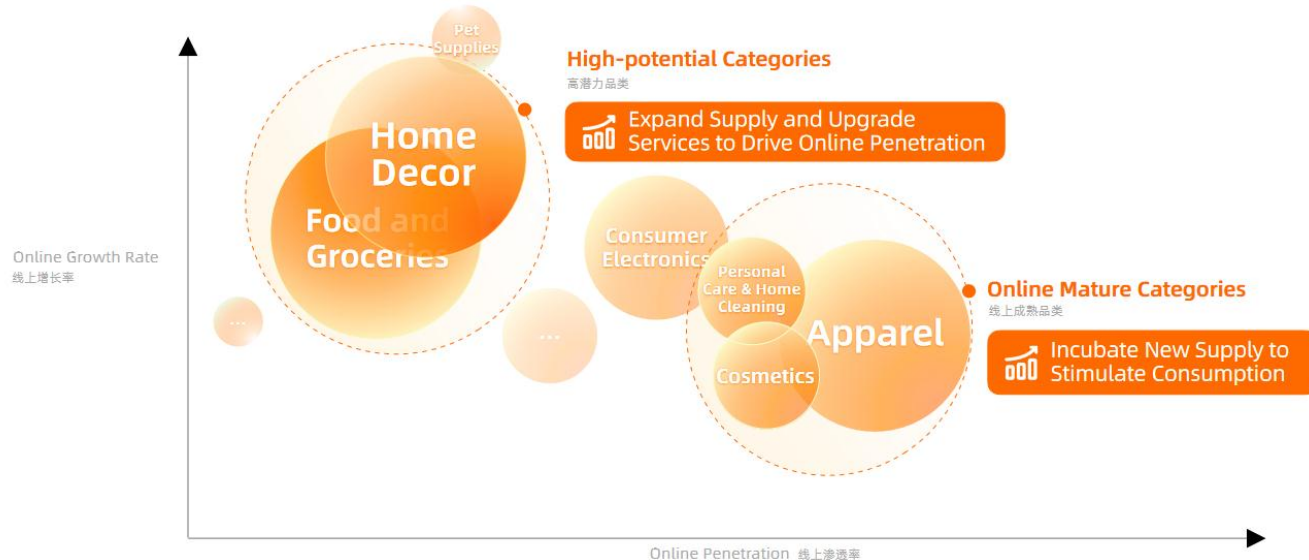 Pet
Supplies
High-potential Categories
高潜力品类
Expand Supply and Upgrade
Services to Drive Online Penetration
Home
Decor
Food and
Groceries
Consumer
Electronics
Personal
Care & Home
Cleaning
Online Growth Rate
线上增长率
Online Mature Categories
线上成熟品类
Apparel
Incubate New Supply to
Stimulate Consumption
Cosmetics
...
...
Online Penetration 线上渗透率